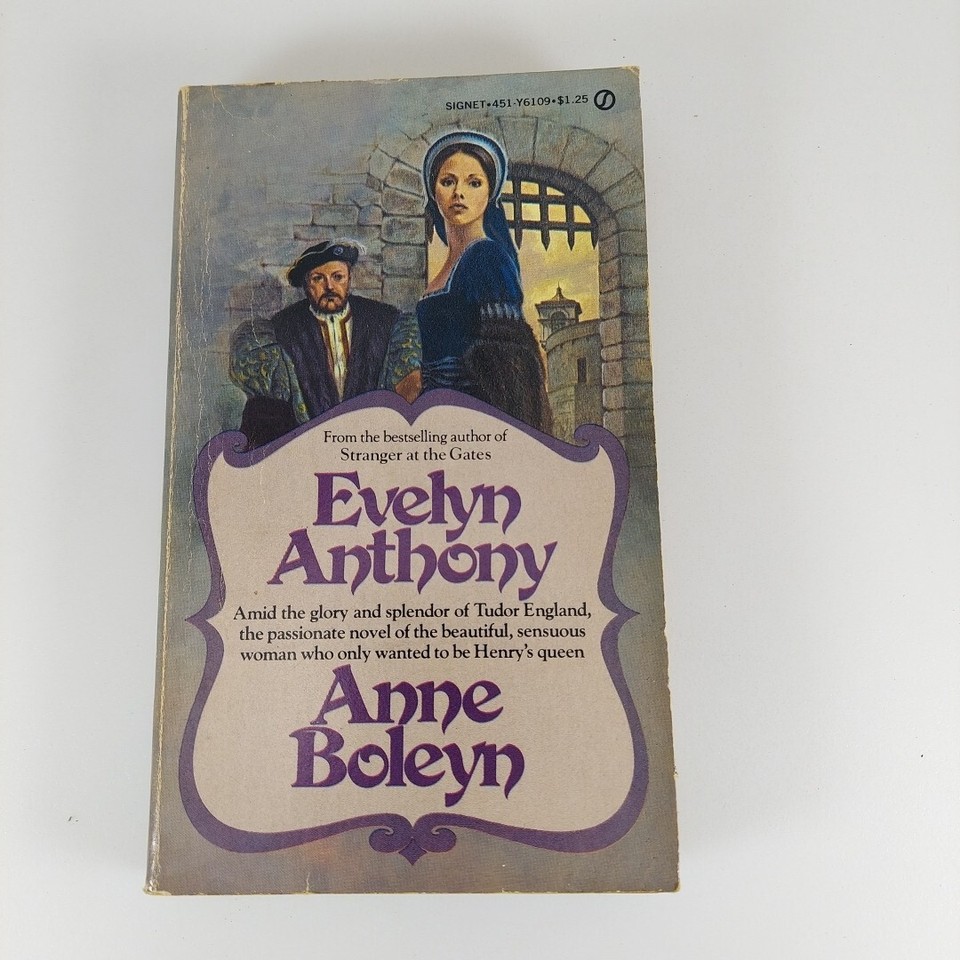 SIGNET•451-Y6109•$1.25
From the bestselling author of
Stranger at the Gates
Evelyn
Anthony
Amid the glory and splendor of Tudor England,
the passionate novel of the beautiful, sensuous
woman who only wanted to be Henry's queen
Anne
Boleyn